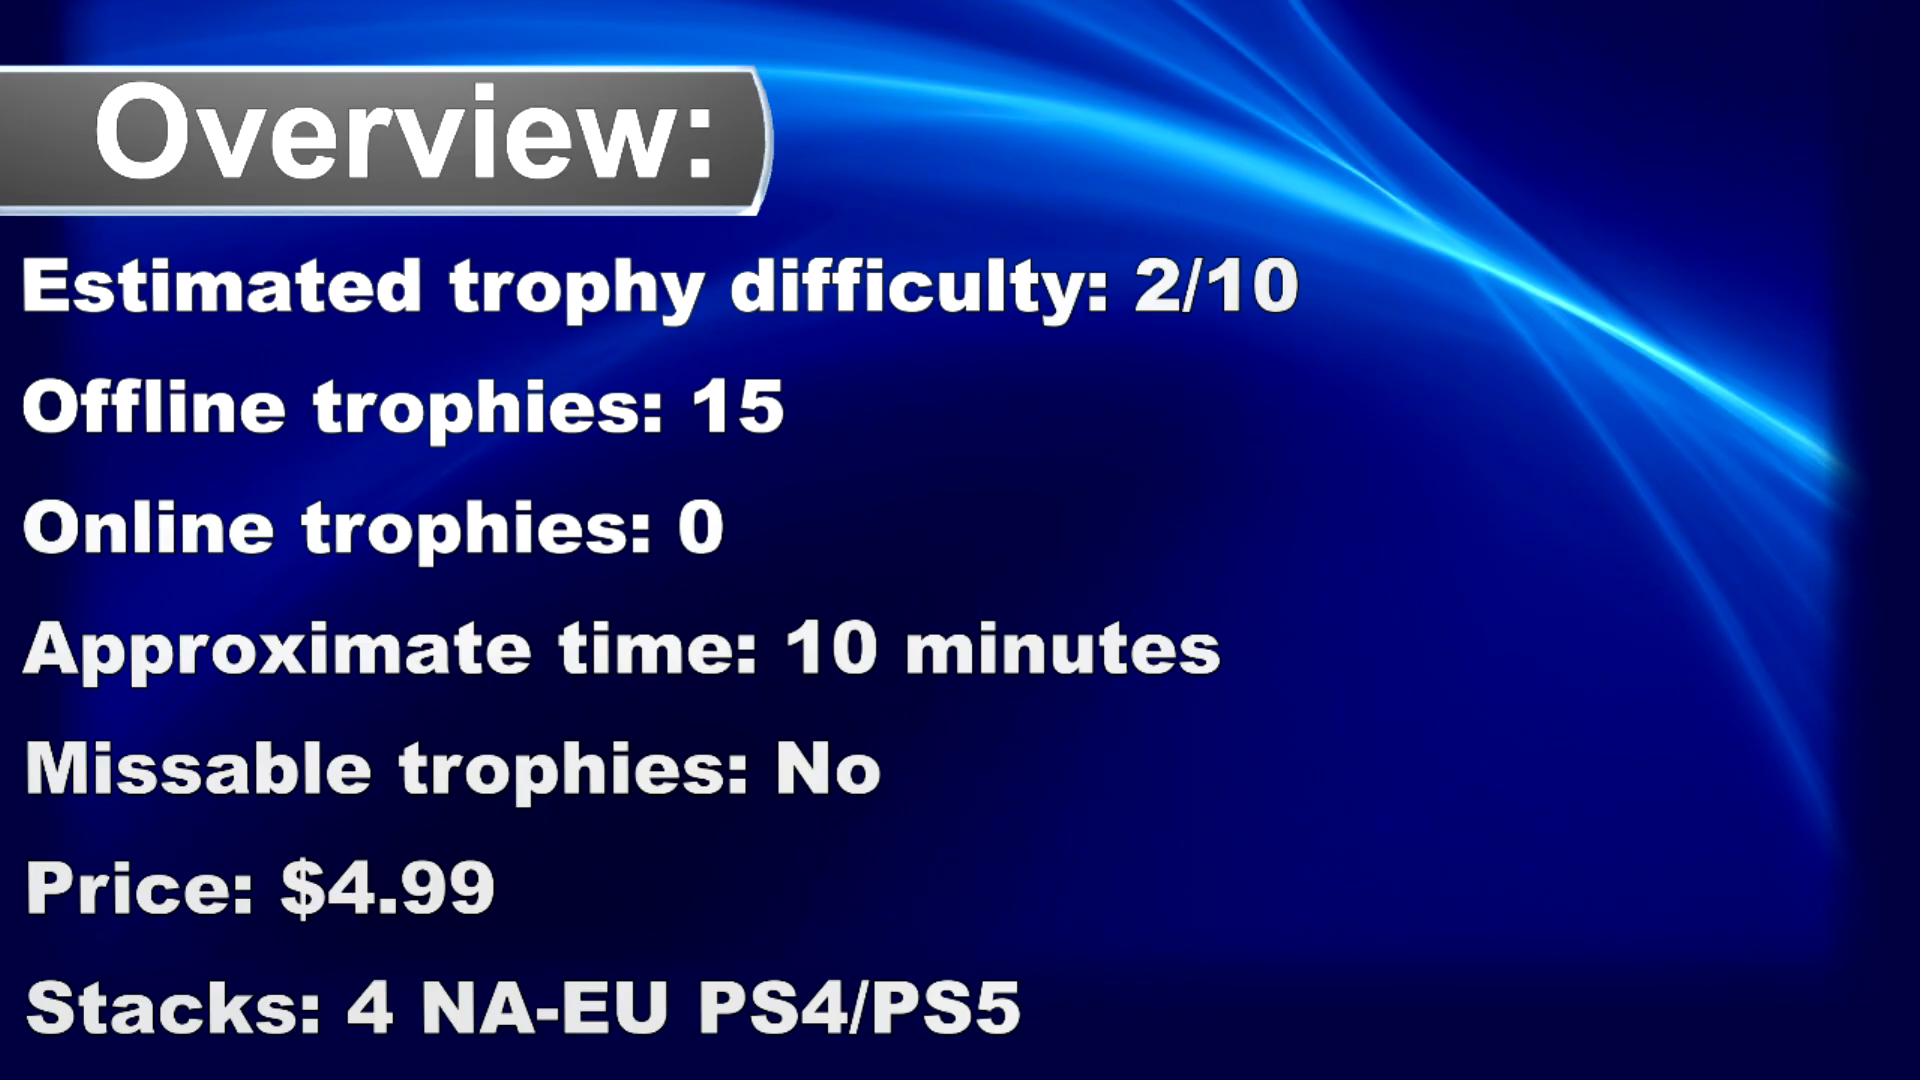 Overview:
Estimated trophy difficulty: 2/10
Offline trophies: 15
Online trophies: 0
Approximate time: 10 minutes
Missable trophies: No
Price: $4.99
Stacks: 4 NA-EU PS4/PS5